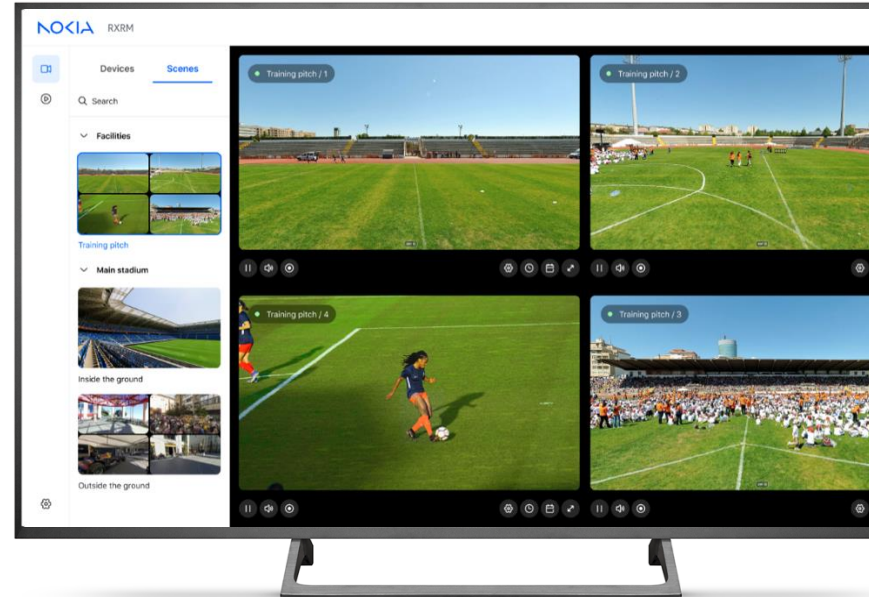 NOKIA RXRM
Devices Scenes
Search
Facilities
Training pitch
Main stadium
Inside the ground
Outside the ground
Training pitch / 1
Training pitch / 2
Training pitch / 4
Training pitch / 3